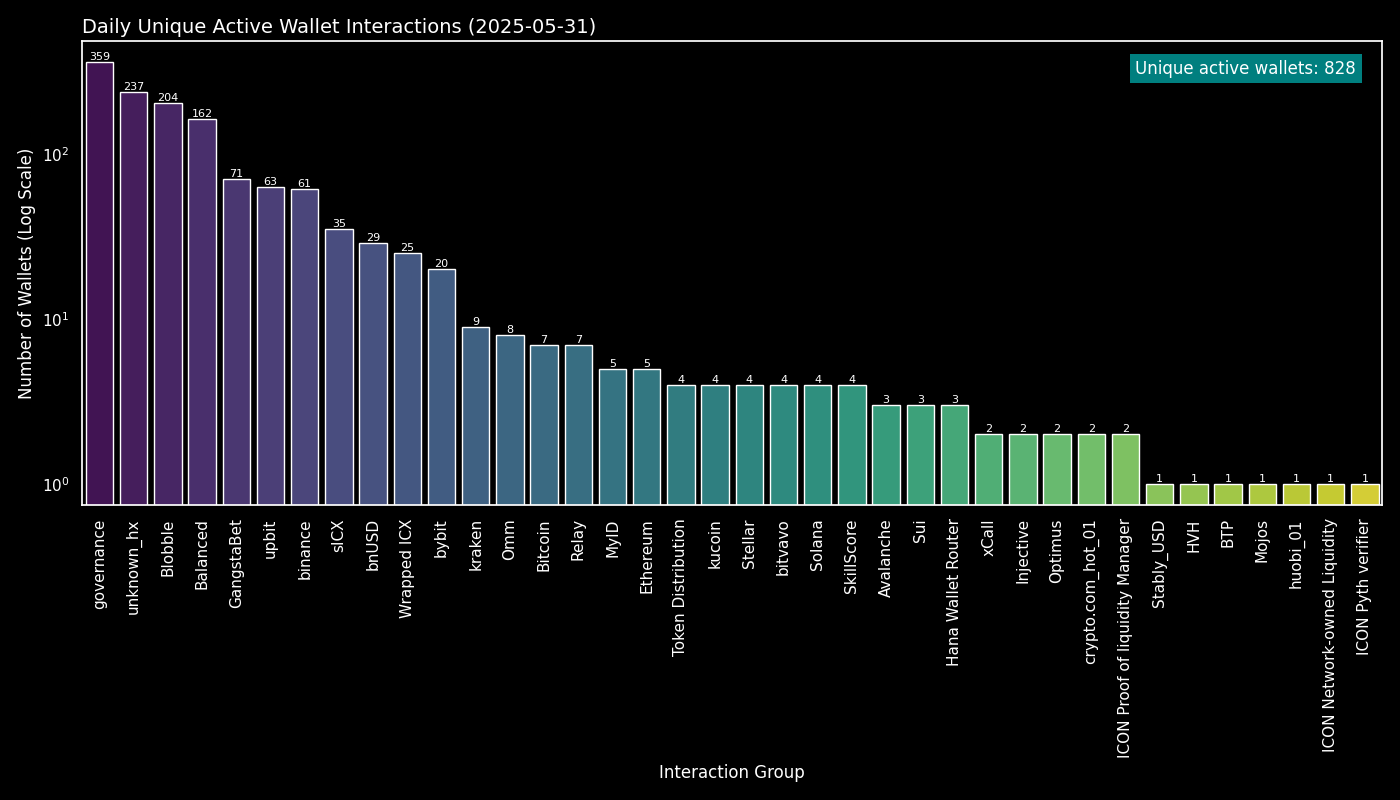 Daily Unique Active Wallet Interactions (2025-05-31)
Unique active wallets: 828
Number of Wallets (Log Scale)
10²
10¹
10⁰
359
237
204
162
71
63
61
35
29
25
20
9
8
7
7
5
5
4
4
4
4
4
4
3
3
3
2
2
2
2
2
1
1
1
1
1
1
1
governance
unknown_hx
Blobble
Balanced
GangstaBet
upbit
binance
sICX
bnUSD
Wrapped ICX
bybit
kraken
Omm
Bitcoin
Relay
MyID
Ethereum
Token Distribution
kucoin
Stellar
bitvavo
Solana
SkillScore
Avalanche
Sui
Hana Wallet Router
xCall
Injective
Optimus
crypto.com_hot_01
ICON Proof of liquidity Manager
Stably_USD
HVH
BTP
Mojos
huobi_01
ICON Network-owned Liquidity
ICON Pyth verifier
Interaction Group